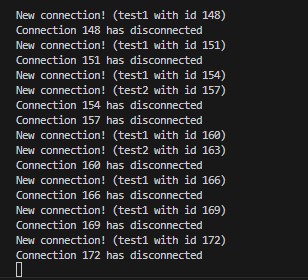 New connection! (test1 with id 148)
Connection 148 has disconnected
New connection! (test1 with id 151)
Connection 151 has disconnected
New connection! (test1 with id 154)
New connection! (test2 with id 157)
Connection 154 has disconnected
Connection 157 has disconnected
New connection! (test1 with id 160)
New connection! (test2 with id 163)
Connection 160 has disconnected
New connection! (test1 with id 166)
Connection 166 has disconnected
New connection! (test1 with id 169)
Connection 169 has disconnected
New connection! (test1 with id 172)
Connection 172 has disconnected